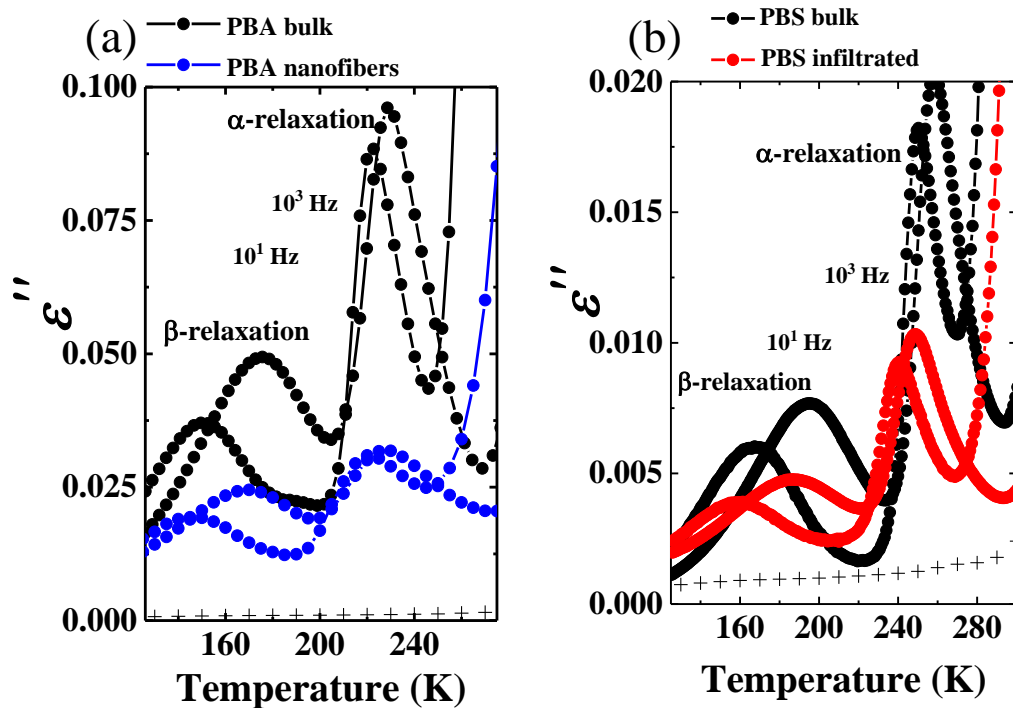 (a)
PBA bulk
PBA nanofibers
ε''
0.100
0.075
0.050
0.025
0.000
α-relaxation
10³ Hz
10¹ Hz
β-relaxation
160 200 240
Temperature (K)
(b)
PBS bulk
PBS infiltrated
ε''
0.020
0.015
0.010
0.005
0.000
α-relaxation
10³ Hz
10¹ Hz
β-relaxation
160 200 240 280
Temperature (K)